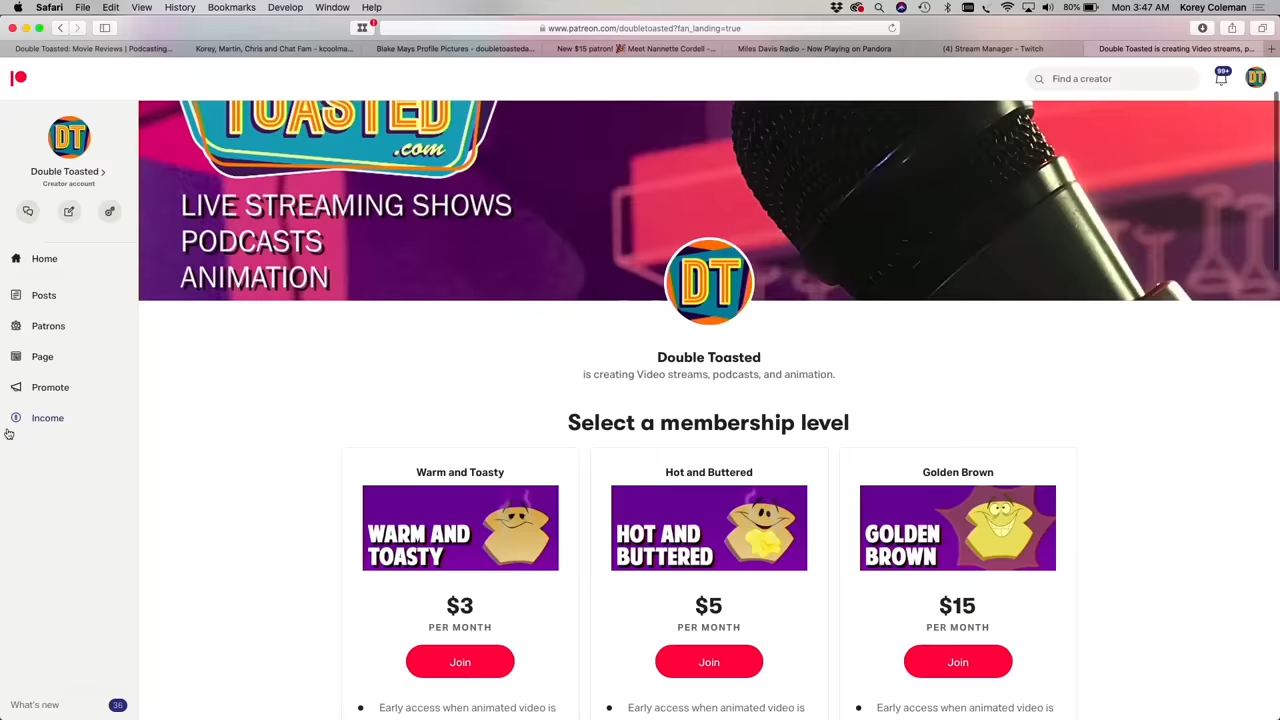 Safari File Edit View History Bookmarks Develop Window Help
80% Mon 3:47 AM Korey Coleman
www.patreon.com/doubletoasted?fan_landing=true
Double Toasted: Movie Reviews | Podcasting...
Korey, Martin, Chris and Chat Fam - kcoolma...
Blake Mays Profile Pictures - doubletoasteda...
New $15 patron! 🎉 Meet Nannette Cordell -...
Miles Davis Radio - Now Playing on Pandora
(4) Stream Manager - Twitch
Double Toasted is creating Video streams, p...
Find a creator
99+
DT
TOASTED
.com
LIVE STREAMING SHOWS
PODCASTS
ANIMATION
DT
Double Toasted
Creator account
Home
Posts
Patrons
Page
Promote
Income
What's new 36
DT
Double Toasted
is creating Video streams, podcasts, and animation.
Select a membership level
Warm and Toasty
WARM AND
TOASTY
$3
PER MONTH
Join
Early access when animated video is
Hot and Buttered
HOT AND
BUTTERED
$5
PER MONTH
Join
Early access when animated video is
Golden Brown
GOLDEN
BROWN
$15
PER MONTH
Join
Early access when animated video is